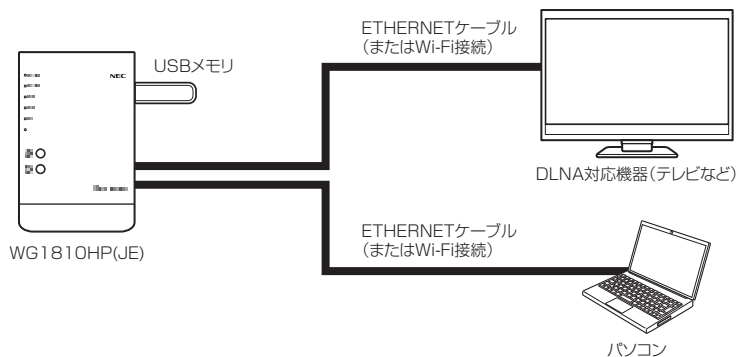 ETHERNETケーブル
(またはWi-Fi接続)
NEC
USBメモリ
DLNA対応機器(テレビなど)
WG1810HP(JE)
ETHERNETケーブル
(またはWi-Fi接続)
パソコン